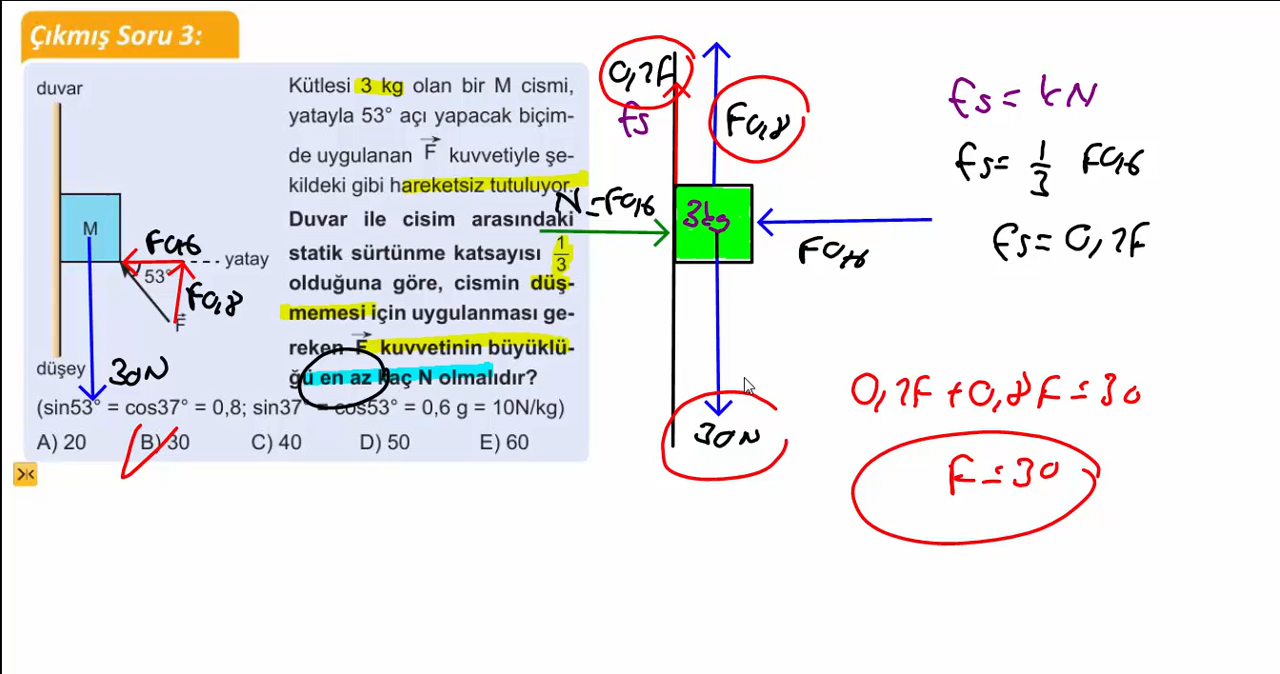 Çıkmış Soru 3:
duvar
M
F0,6
53°
yatay
F0,8
F
düşey
30N
Kütlesi 3 kg olan bir M cismi,
yatayla 53° açı yapacak biçim-
de uygulanan F kuvvetiyle şe-
kildeki gibi hareketsiz tutuluyor.
Duvar ile cisim arasındaki
statik sürtünme katsayısı 1/3
olduğuna göre, cismin düş-
memesi için uygulanması ge-
reken F kuvvetinin büyüklü-
ğü en az kaç N olmalıdır?
(sin53° = cos37° = 0,8; sin37° = cos53° = 0,6 g = 10N/kg)
A) 20 B) 30 C) 40 D) 50 E) 60
0,2F
fs
F0,8
N=F0,6
3kg
F0,6
30N
fs=kN
fs= 1/3 F0,6
fs=0,2F
0,2F+0,8F=30
F=30